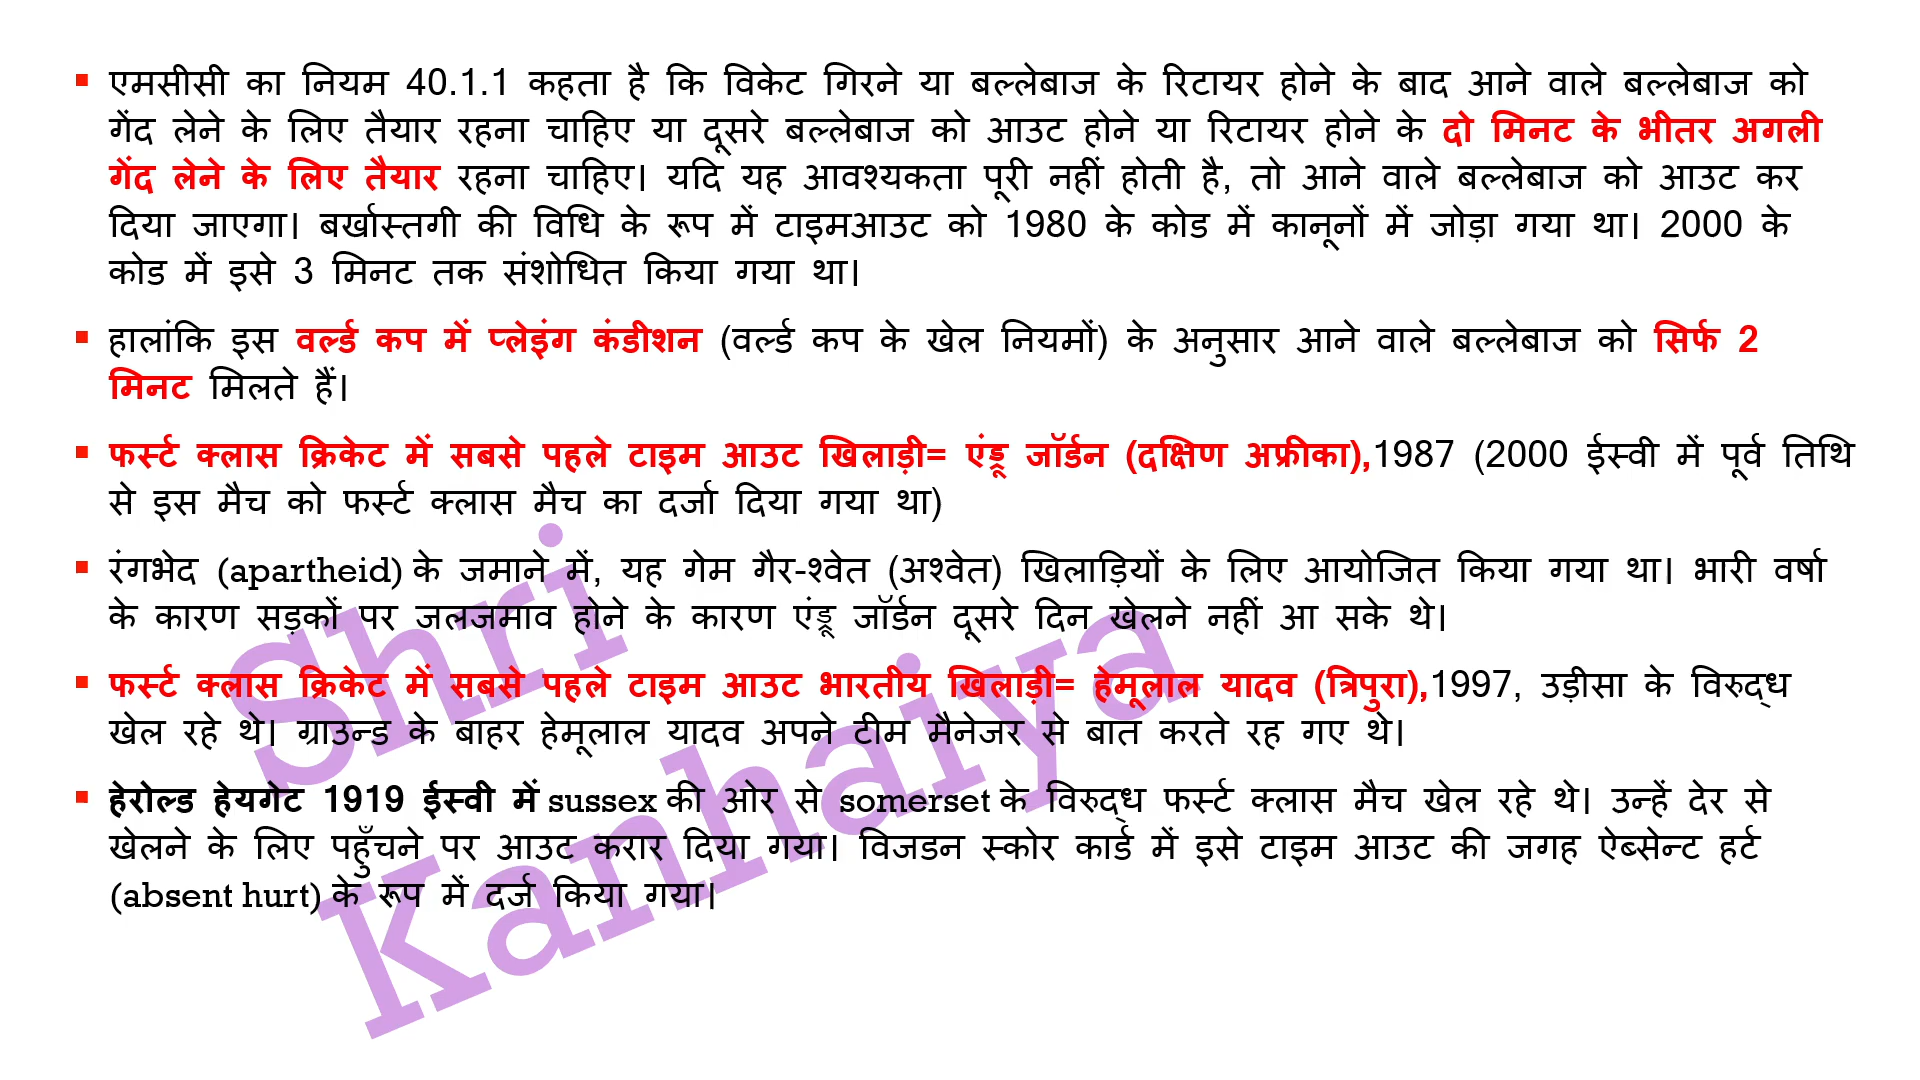 ▪ एमसीसी का नियम 40.1.1 कहता है कि विकेट गिरने या बल्लेबाज के रिटायर होने के बाद आने वाले बल्लेबाज को
गेंद लेने के लिए तैयार रहना चाहिए या दूसरे बल्लेबाज को आउट होने या रिटायर होने के दो मिनट के भीतर अगली
गेंद लेने के लिए तैयार रहना चाहिए। यदि यह आवश्यकता पूरी नहीं होती है, तो आने वाले बल्लेबाज को आउट कर
दिया जाएगा। बर्खास्तगी की विधि के रूप में टाइमआउट को 1980 के कोड में कानूनों में जोड़ा गया था। 2000 के
कोड में इसे 3 मिनट तक संशोधित किया गया था।
▪ हालांकि इस वर्ल्ड कप में प्लेइंग कंडीशन (वर्ल्ड कप के खेल नियमों) के अनुसार आने वाले बल्लेबाज को सिर्फ 2
मिनट मिलते हैं।
▪ फर्स्ट क्लास क्रिकेट में सबसे पहले टाइम आउट खिलाड़ी= एंड्रू जॉर्डन (दक्षिण अफ्रीका),1987 (2000 ईस्वी में पूर्व तिथि
से इस मैच को फर्स्ट क्लास मैच का दर्जा दिया गया था)
▪ रंगभेद (apartheid) के जमाने में, यह गेम गैर-श्वेत (अश्वेत) खिलाड़ियों के लिए आयोजित किया गया था। भारी वर्षा
के कारण सड़कों पर जलजमाव होने के कारण एंड्रू जॉर्डन दूसरे दिन खेलने नहीं आ सके थे।
▪ फर्स्ट क्लास क्रिकेट में सबसे पहले टाइम आउट भारतीय खिलाड़ी= हेमूलाल यादव (त्रिपुरा),1997, उड़ीसा के विरुद्ध
खेल रहे थे। ग्राउन्ड के बाहर हेमूलाल यादव अपने टीम मैनेजर से बात करते रह गए थे।
▪ हेरोल्ड हेयगेट 1919 ईस्वी में sussex की ओर से somerset के विरुद्ध फर्स्ट क्लास मैच खेल रहे थे। उन्हें देर से
खेलने के लिए पहुँचने पर आउट करार दिया गया। विजडन स्कोर कार्ड में इसे टाइम आउट की जगह ऐब्सेन्ट हर्ट
(absent hurt) के रूप में दर्ज किया गया।
Shri
Kanhaiya